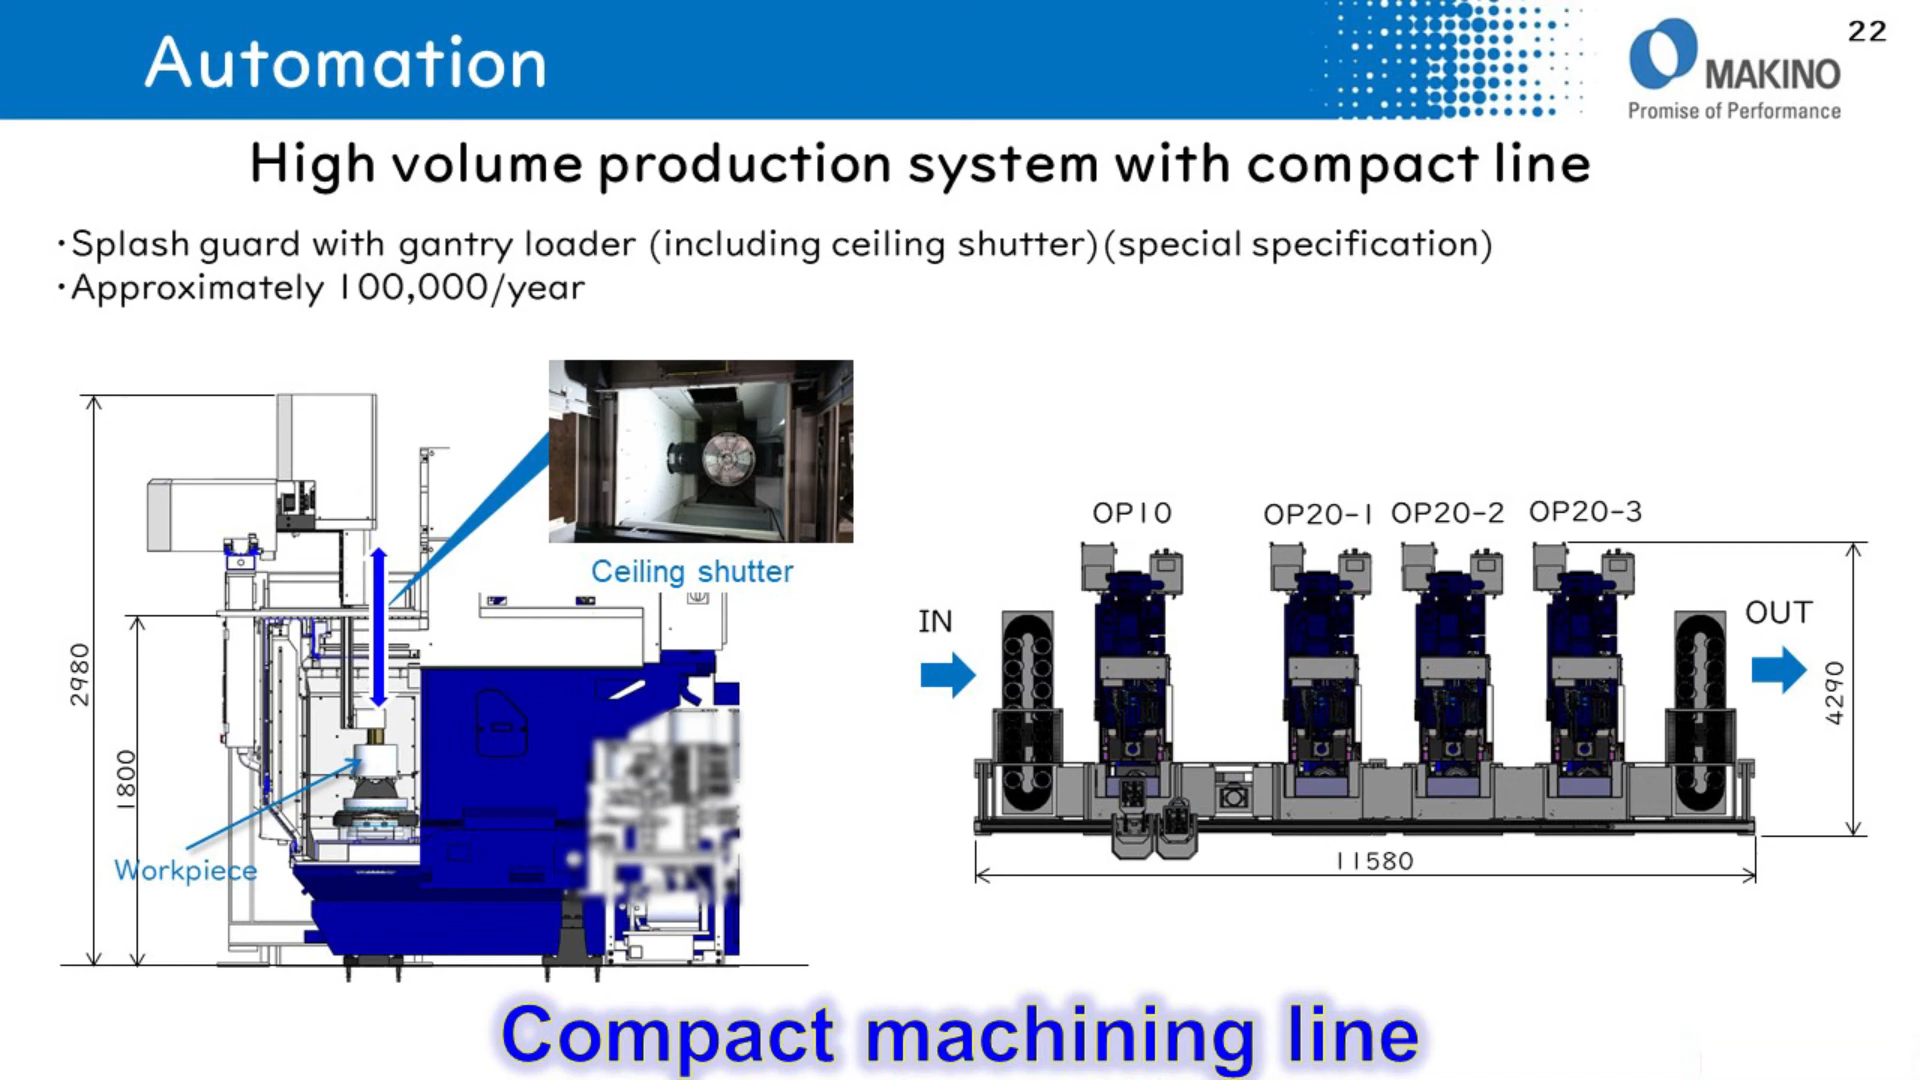 Automation
MAKINO
Promise of Performance
22
High volume production system with compact line
・Splash guard with gantry loader (including ceiling shutter)(special specification)
・Approximately 100,000/year
Ceiling shutter
2980
1800
Workpiece
OP10
OP20-1
OP20-2
OP20-3
IN
OUT
4290
11580
Compact machining line